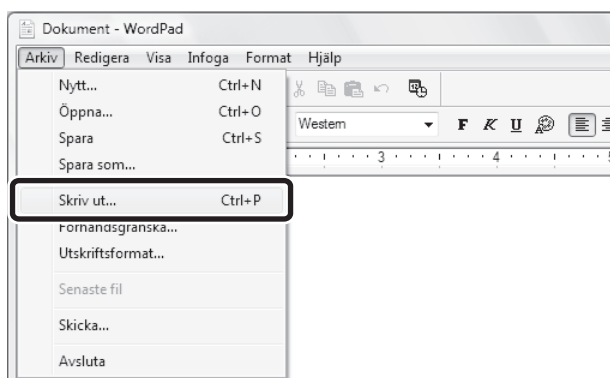 Dokument - WordPad
Arkiv Redigera Visa Infoga Format Hjälp
Nytt... Ctrl+N
Öppna... Ctrl+O
Western F K U
Spara Ctrl+S
3 4 5
Spara som...
Skriv ut... Ctrl+P
Förhandsgranska...
Utskriftsformat...
Senaste fil
Skicka...
Avsluta